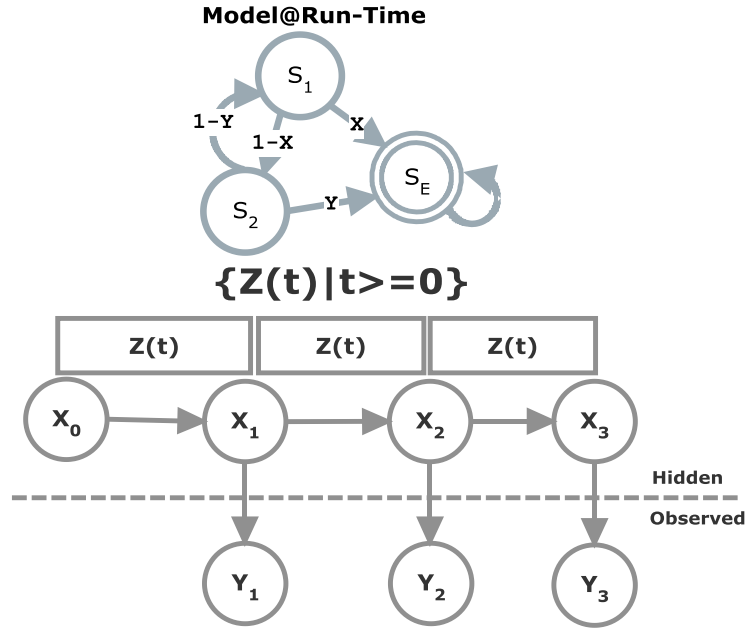 Model@Run-Time
S1
1-Y
X
1-X
SE
S2
Y
{Z(t)|t>=0}
Z(t) Z(t) Z(t)
X0 X1 X2 X3
Hidden
Observed
Y1 Y2 Y3